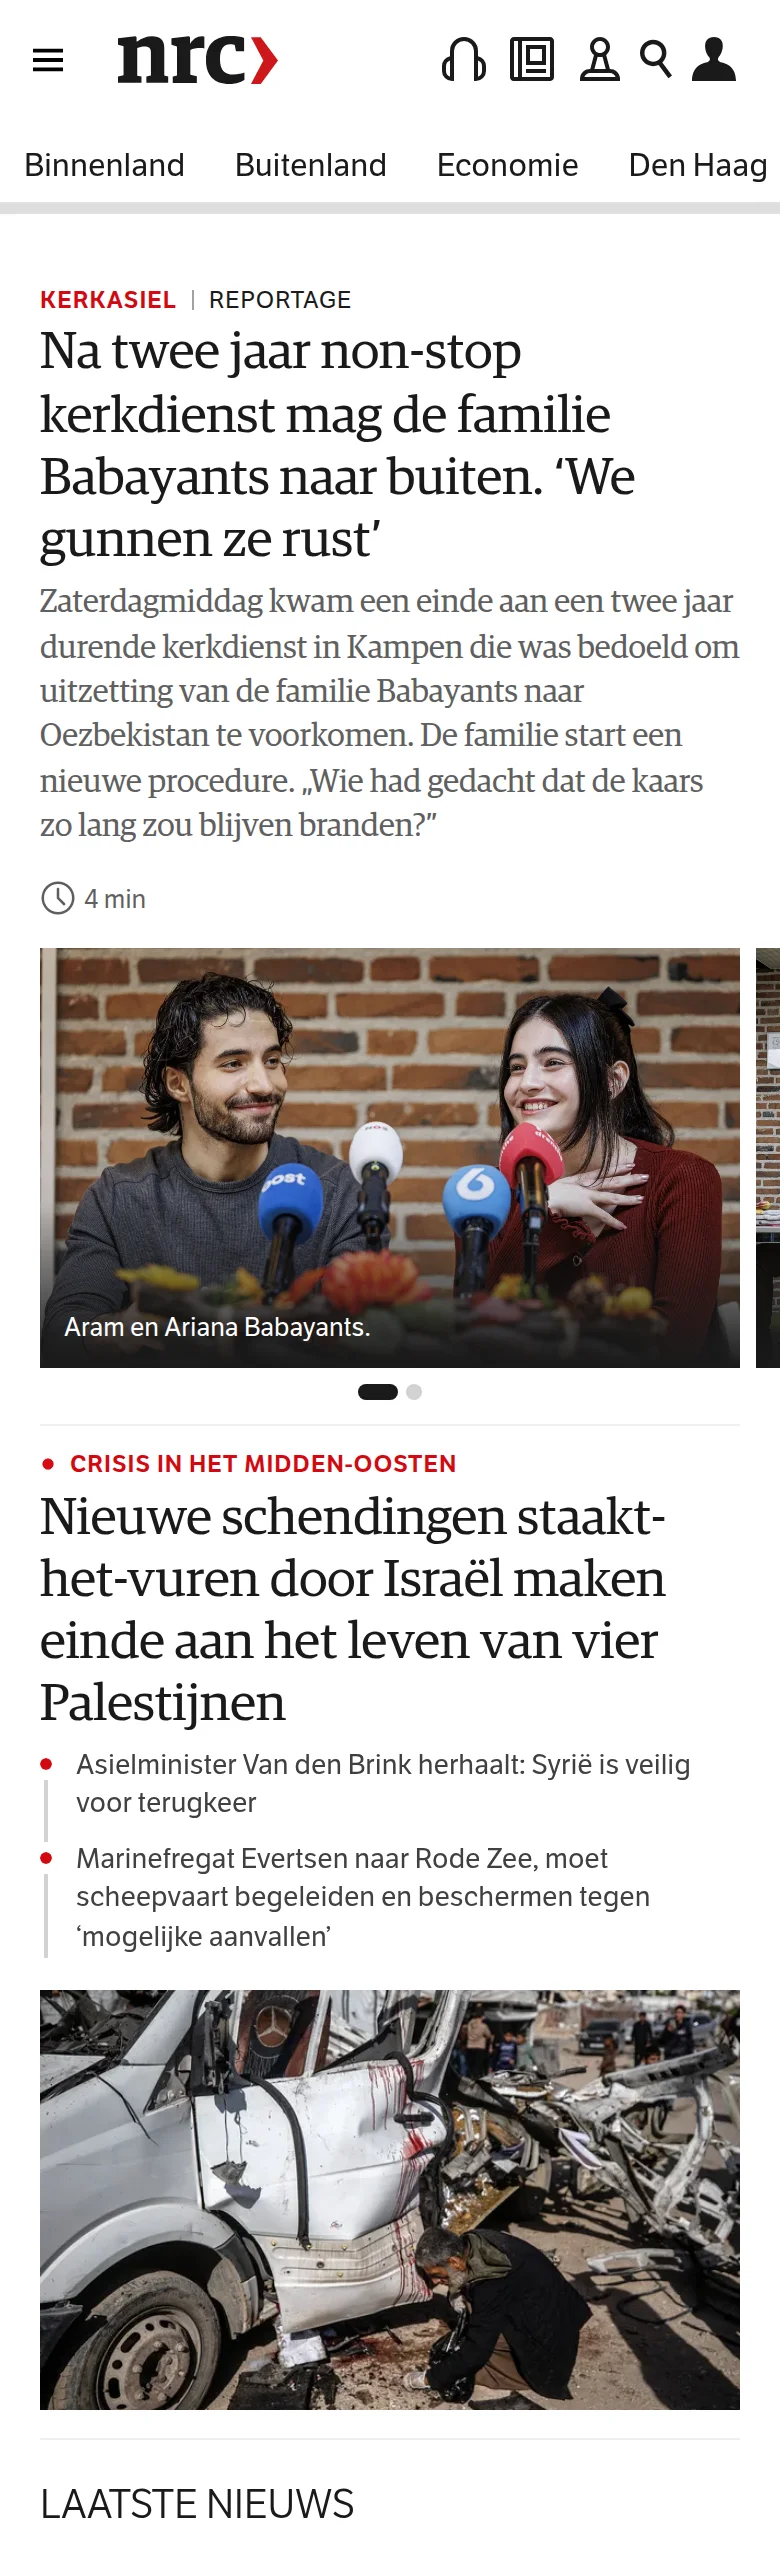 nrc
Binnenland Buitenland Economie Den Haag
KERKASIEL | REPORTAGE
Na twee jaar non-stop
kerkdienst mag de familie
Babayants naar buiten. ‘We
gunnen ze rust’
Zaterdagmiddag kwam een einde aan een twee jaar
durende kerkdienst in Kampen die was bedoeld om
uitzetting van de familie Babayants naar
Oezbekistan te voorkomen. De familie start een
nieuwe procedure. „Wie had gedacht dat de kaars
zo lang zou blijven branden?”
4 min
NOS
oost
6
Aram en Ariana Babayants.
CRISIS IN HET MIDDEN-OOSTEN
Nieuwe schendingen staakt-
het-vuren door Israël maken
einde aan het leven van vier
Palestijnen
Asielminister Van den Brink herhaalt: Syrië is veilig
voor terugkeer
Marinefregat Evertsen naar Rode Zee, moet
scheepvaart begeleiden en beschermen tegen
‘mogelijke aanvallen’
LAATSTE NIEUWS